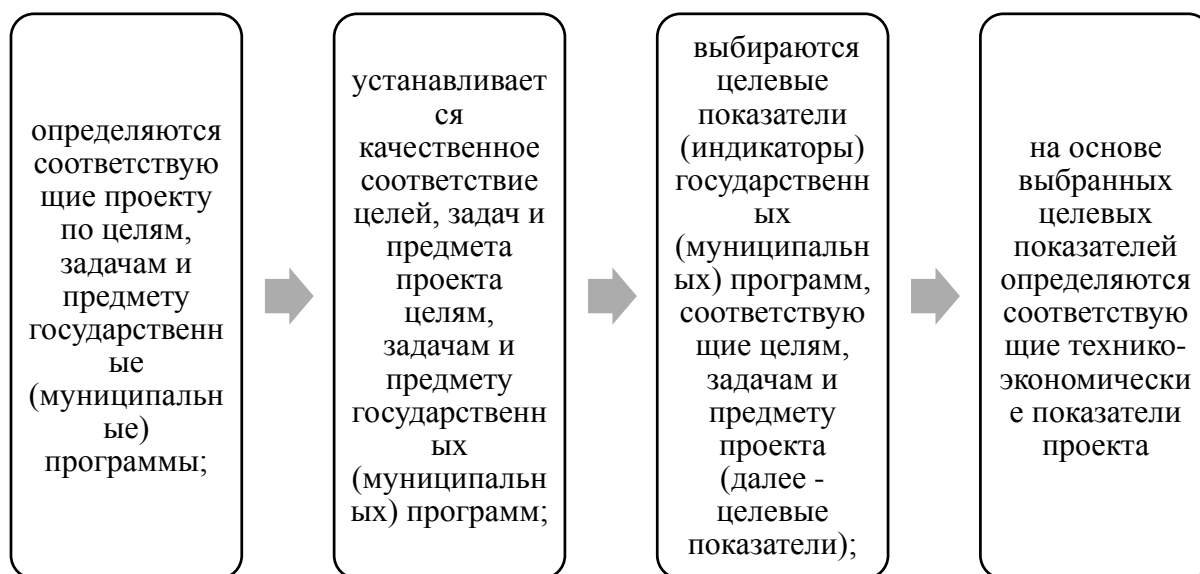 определяются
соответствую
щие проекту
по целям,
задачам и
предмету
государственн
ые
(муниципальн
ые)
программы;
устанавливает
ся
качественное
соответствие
целей, задач и
предмета
проекта
целям,
задачам и
предмету
государственн
ых
(муниципальн
ых) программ;
выбираются
целевые
показатели
(индикаторы)
государственн
ых
(муниципальн
ых) программ,
соответствую
щие целям,
задачам и
предмету
проекта
(далее -
целевые
показатели);
на основе
выбранных
целевых
показателей
определяются
соответствую
щие технико-
экономически
е показатели
проекта